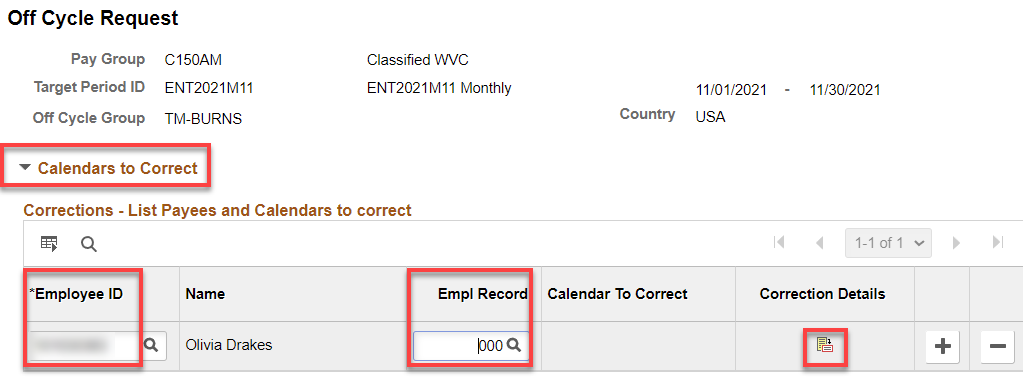 Off Cycle Request
Pay Group C150AM Classified WVC
Target Period ID ENT2021M11 ENT2021M11 Monthly 11/01/2021 - 11/30/2021
Off Cycle Group TM-BURNS Country USA
Calendars to Correct
Corrections - List Payees and Calendars to correct
1-1 of 1
*Employee ID Name Empl Record Calendar To Correct Correction Details
Olivia Drakes 000